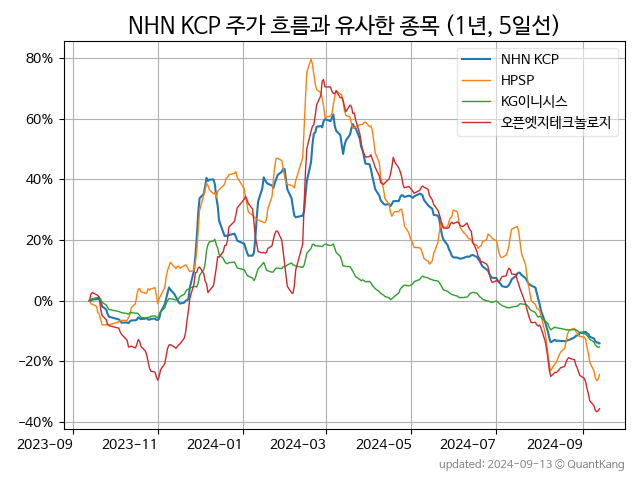 NHN KCP 주가 흐름과 유사한 종목 (1년, 5일선)
NHN KCP
HPSP
KG이니시스
오픈엣지테크놀로지
80%
60%
40%
20%
0%
−20%
−40%
2023-09
2023-11
2024-01
2024-03
2024-05
2024-07
2024-09
updated: 2024-09-13 © QuantKang